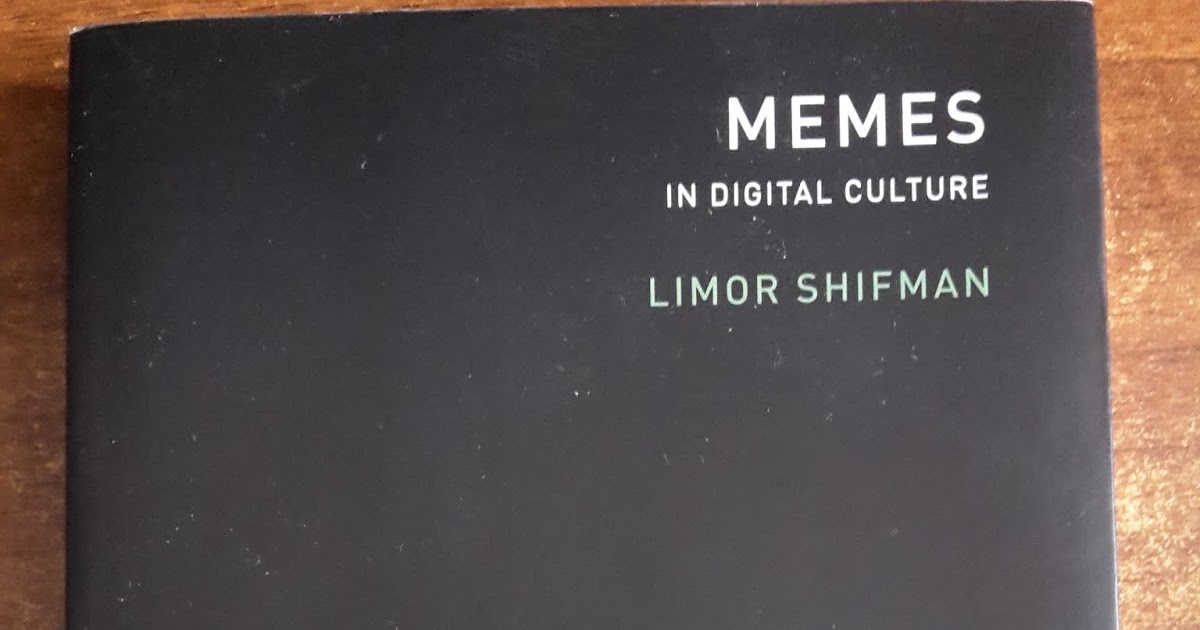 MEMES
IN DIGITAL CULTURE
LIMOR SHIFMAN